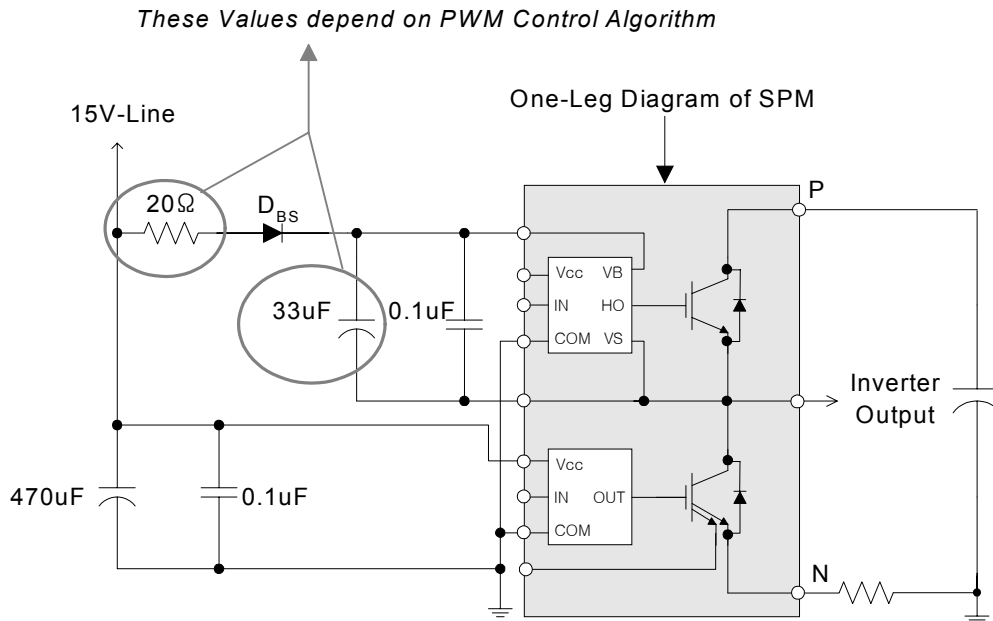 These Values depend on PWM Control Algorithm
One-Leg Diagram of SPM
15V-Line
P
20Ω
DBS
Vcc VB
IN HO
COM VS
33uF
0.1uF
Inverter
Output
Vcc
IN OUT
COM
470uF
0.1uF
N